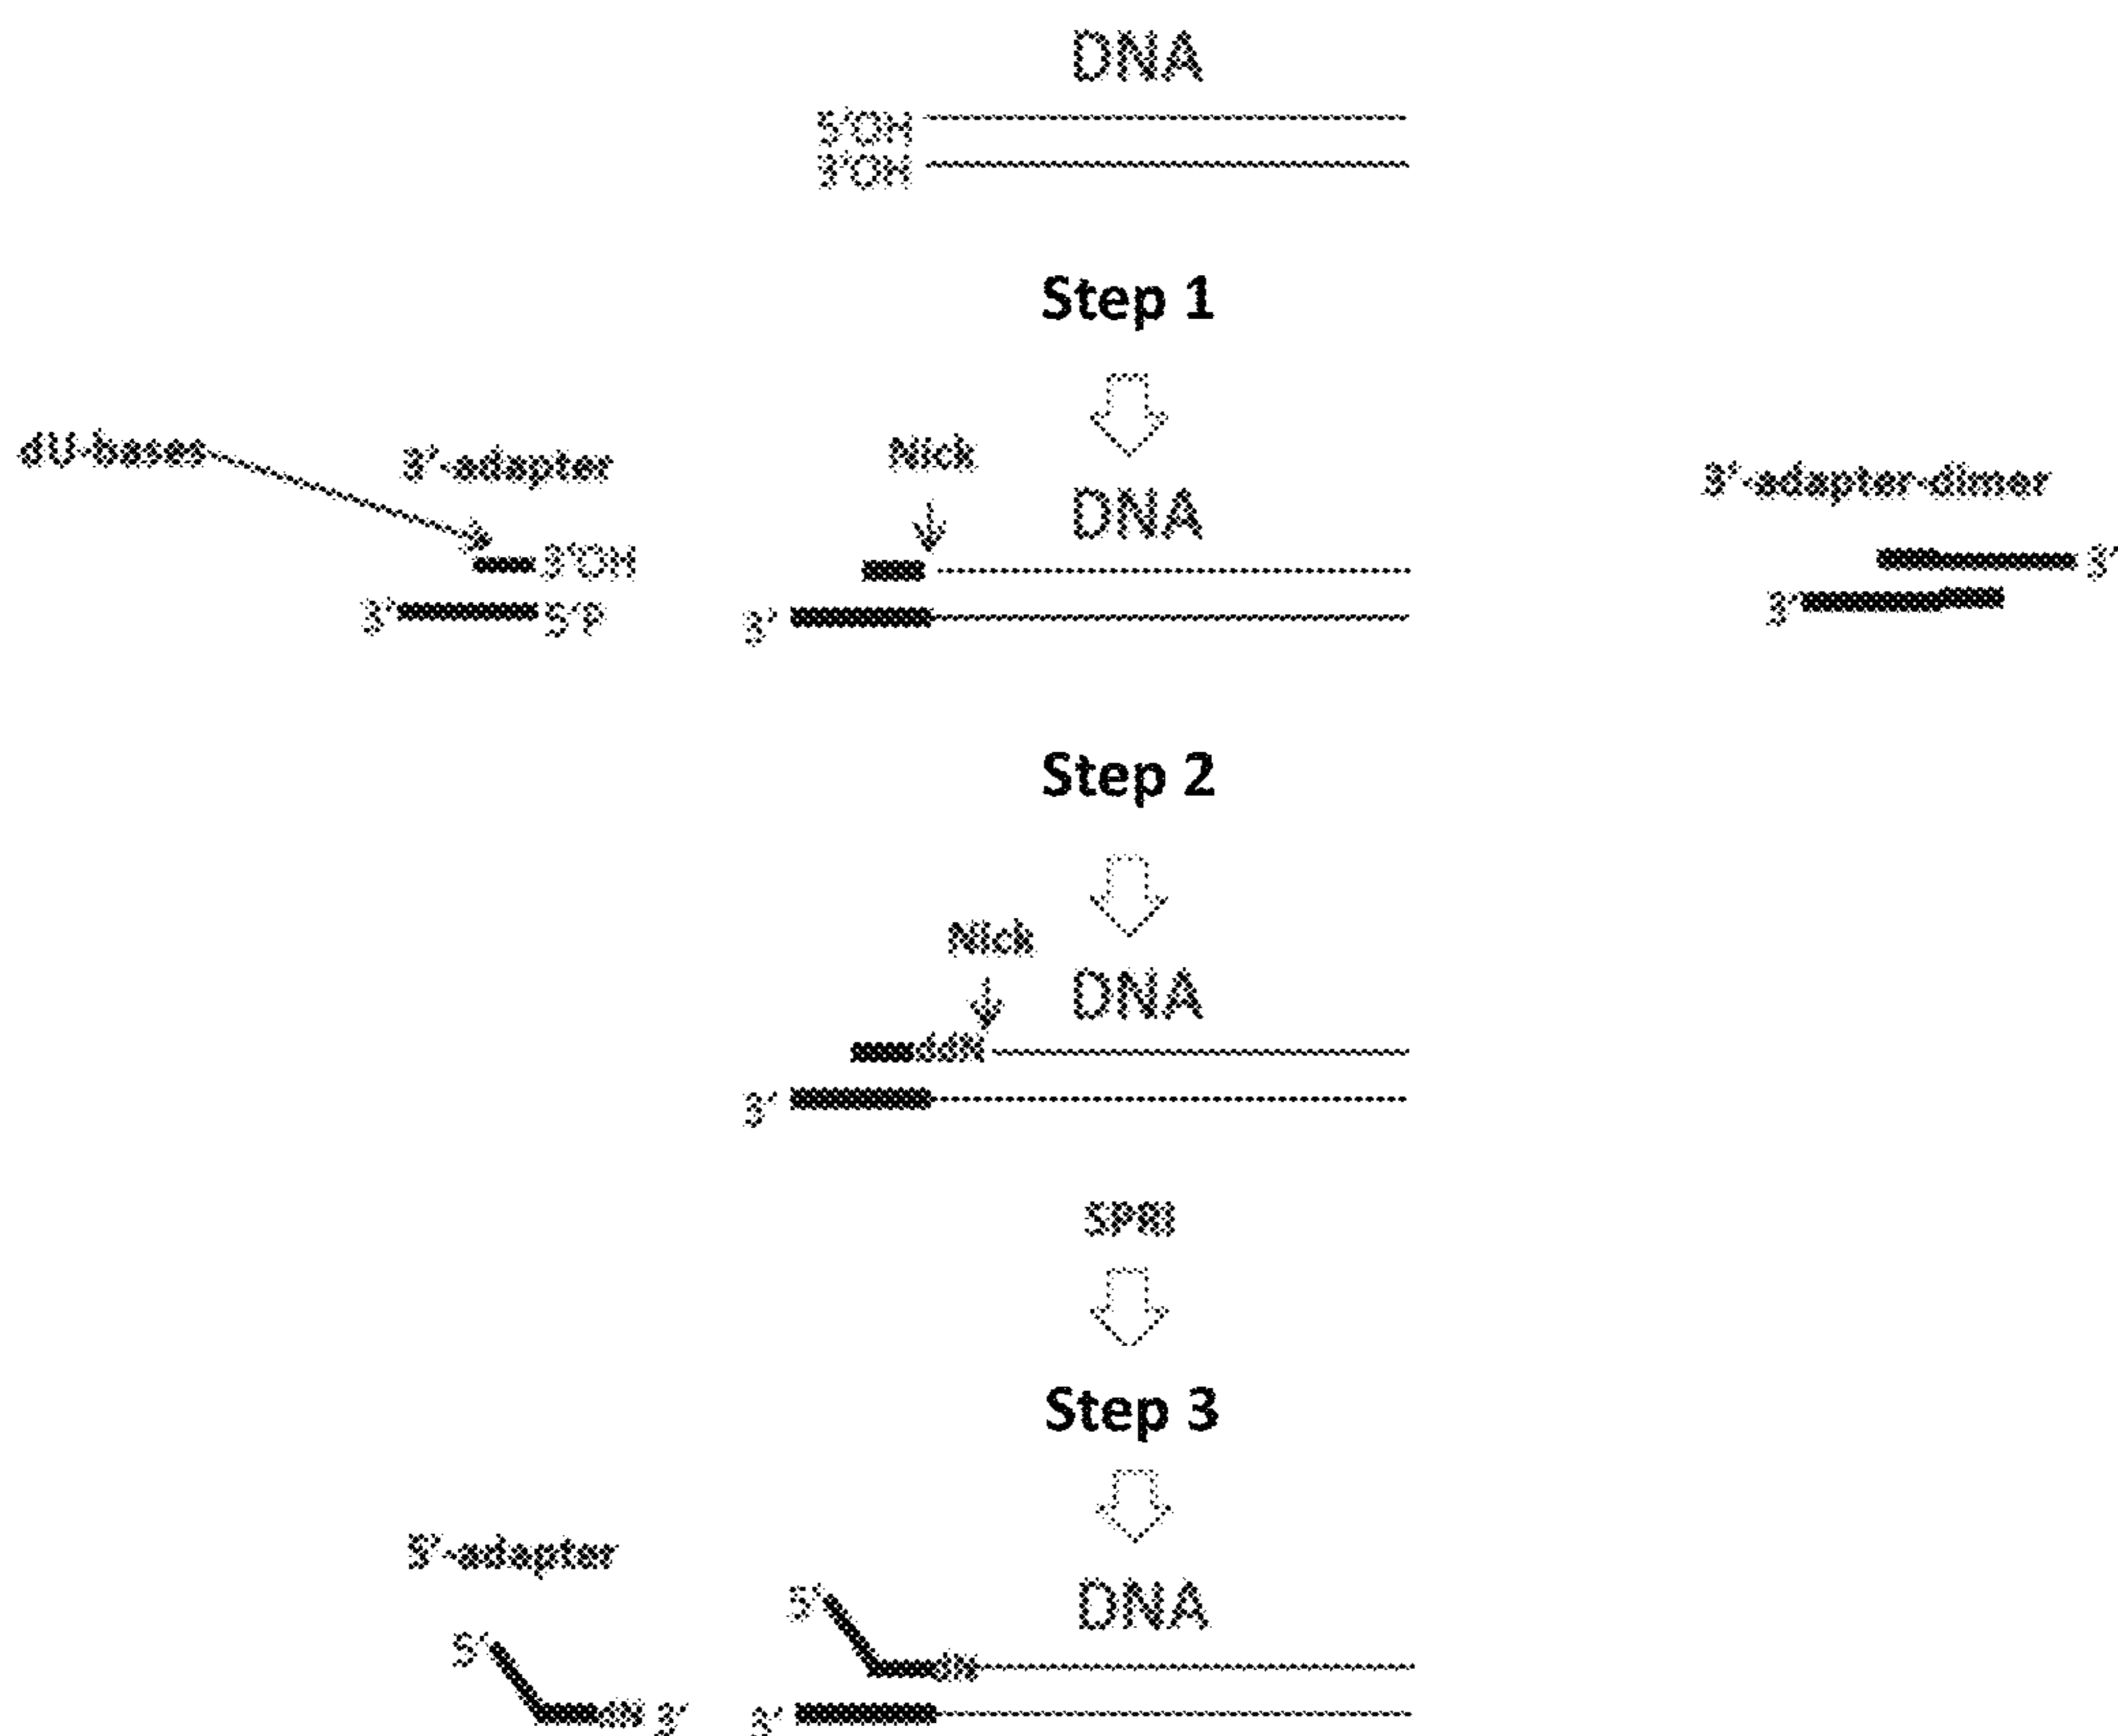 DNA
5'OH
3'OH
Step 1
dU-bases
3'-adapter
Nick
DNA
3'-adapter-dimer
3'OH
3'
5'P
3'
3'
3'
Step 2
Nick
DNA
ddN
3'
SPRI
Step 3
5'-adapter
DNA
5'
5'
dN
dN 3'
3'